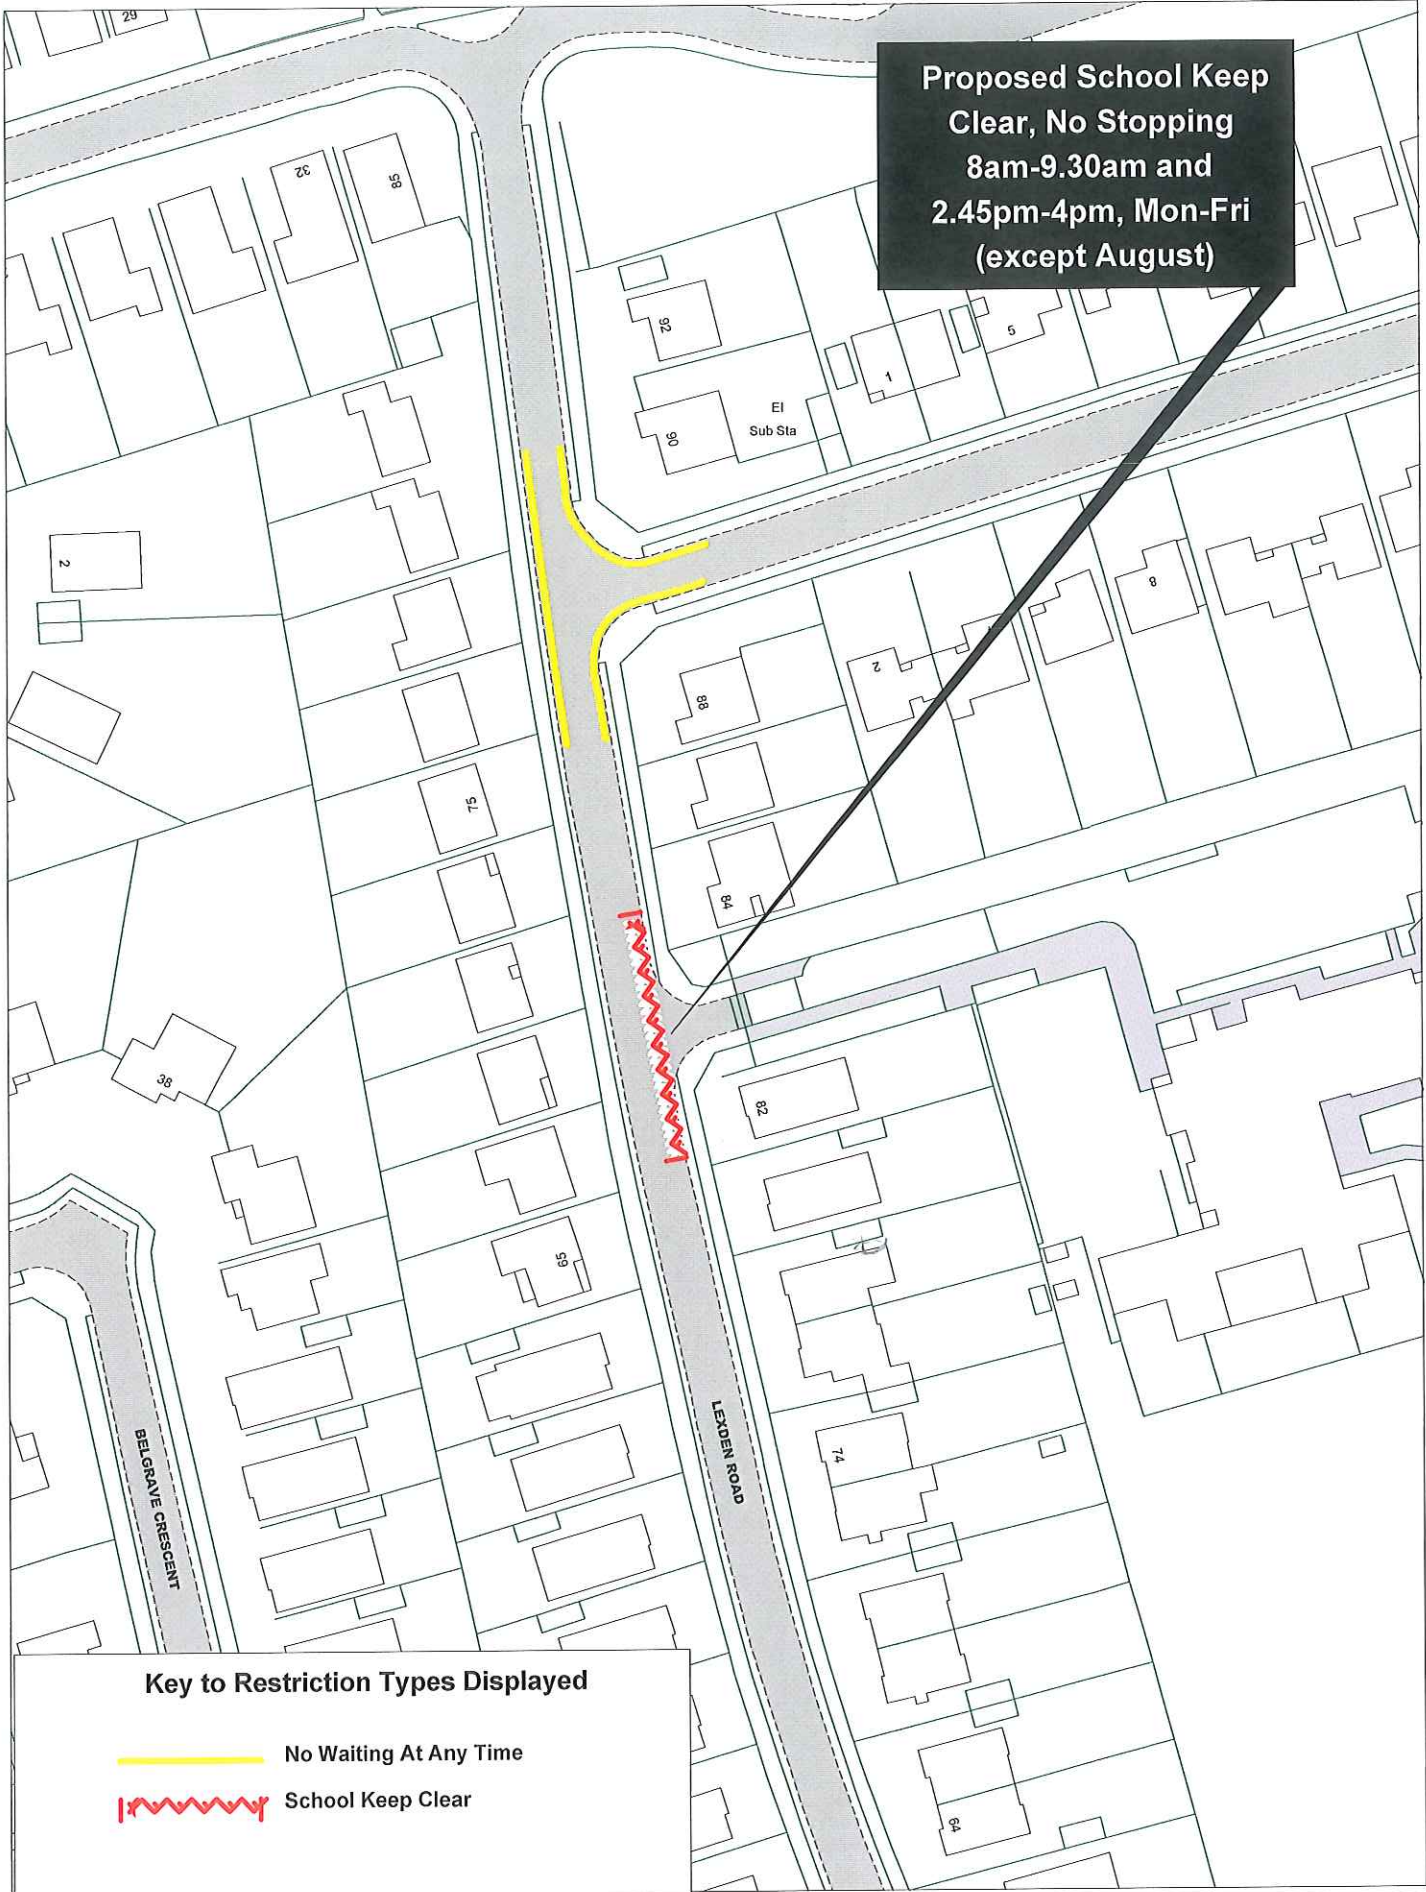 29
Proposed School Keep
Clear, No Stopping
8am-9.30am and
2.45pm-4pm, Mon-Fri
(except August)
32
85
92
5
1
El
Sub Sta
90
2
8
2
88
75
84
38
82
65
LEXDEN ROAD
74
BELGRAVE CRESCENT
Key to Restriction Types Displayed
No Waiting At Any Time
School Keep Clear
64